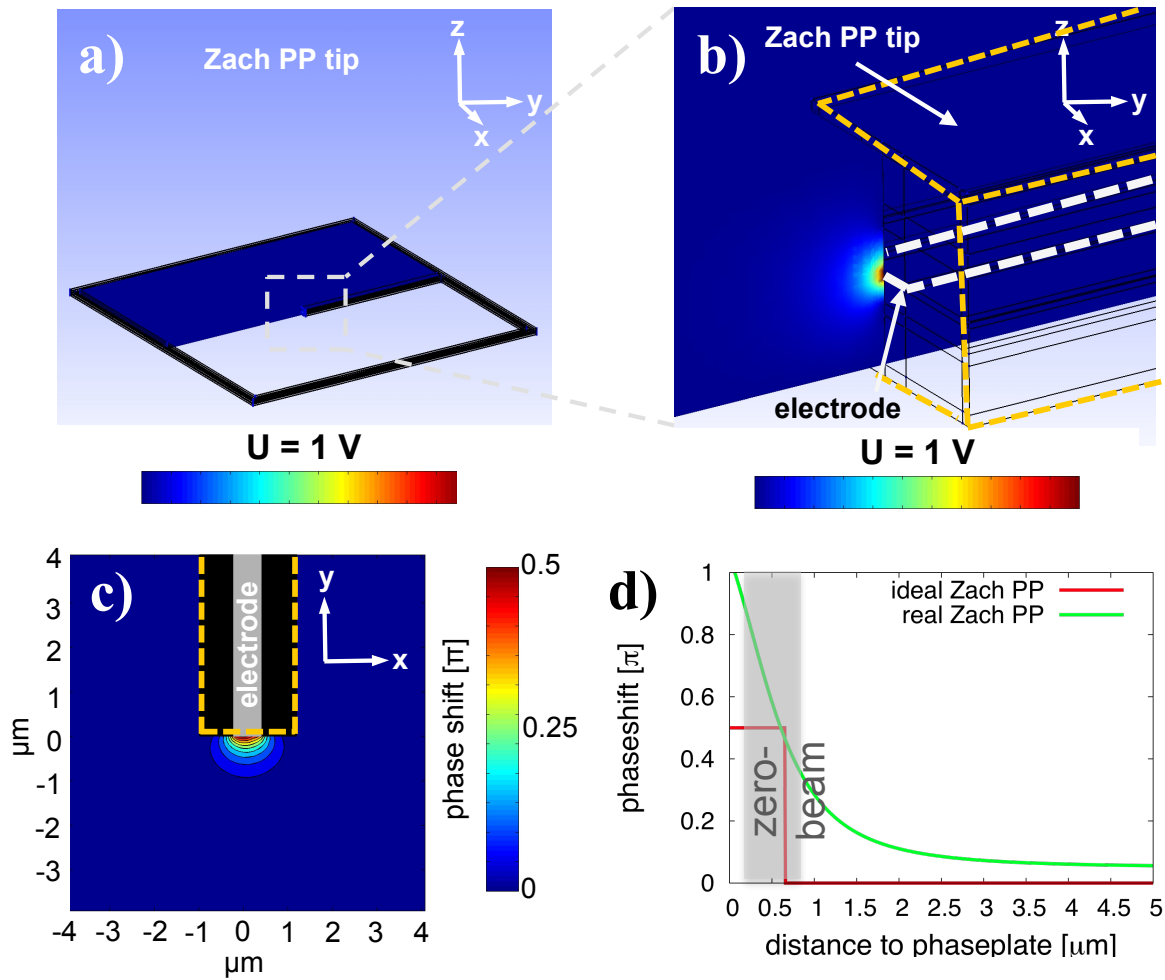 a)
Zach PP tip
z
y
x
U = 1 V
b)
Zach PP tip
z
y
x
electrode
U = 1 V
c)
electrode
y
x
4
3
2
1
0
-1
-2
-3
μm
-4 -3 -2 -1 0 1 2 3 4
μm
phase shift [π]
0.5
0.25
0
d)
ideal Zach PP
real Zach PP
zero-
beam
phaseshift [π]
1
0.8
0.6
0.4
0.2
0
0 0.5 1 1.5 2 2.5 3 3.5 4 4.5 5
distance to phaseplate [μm]